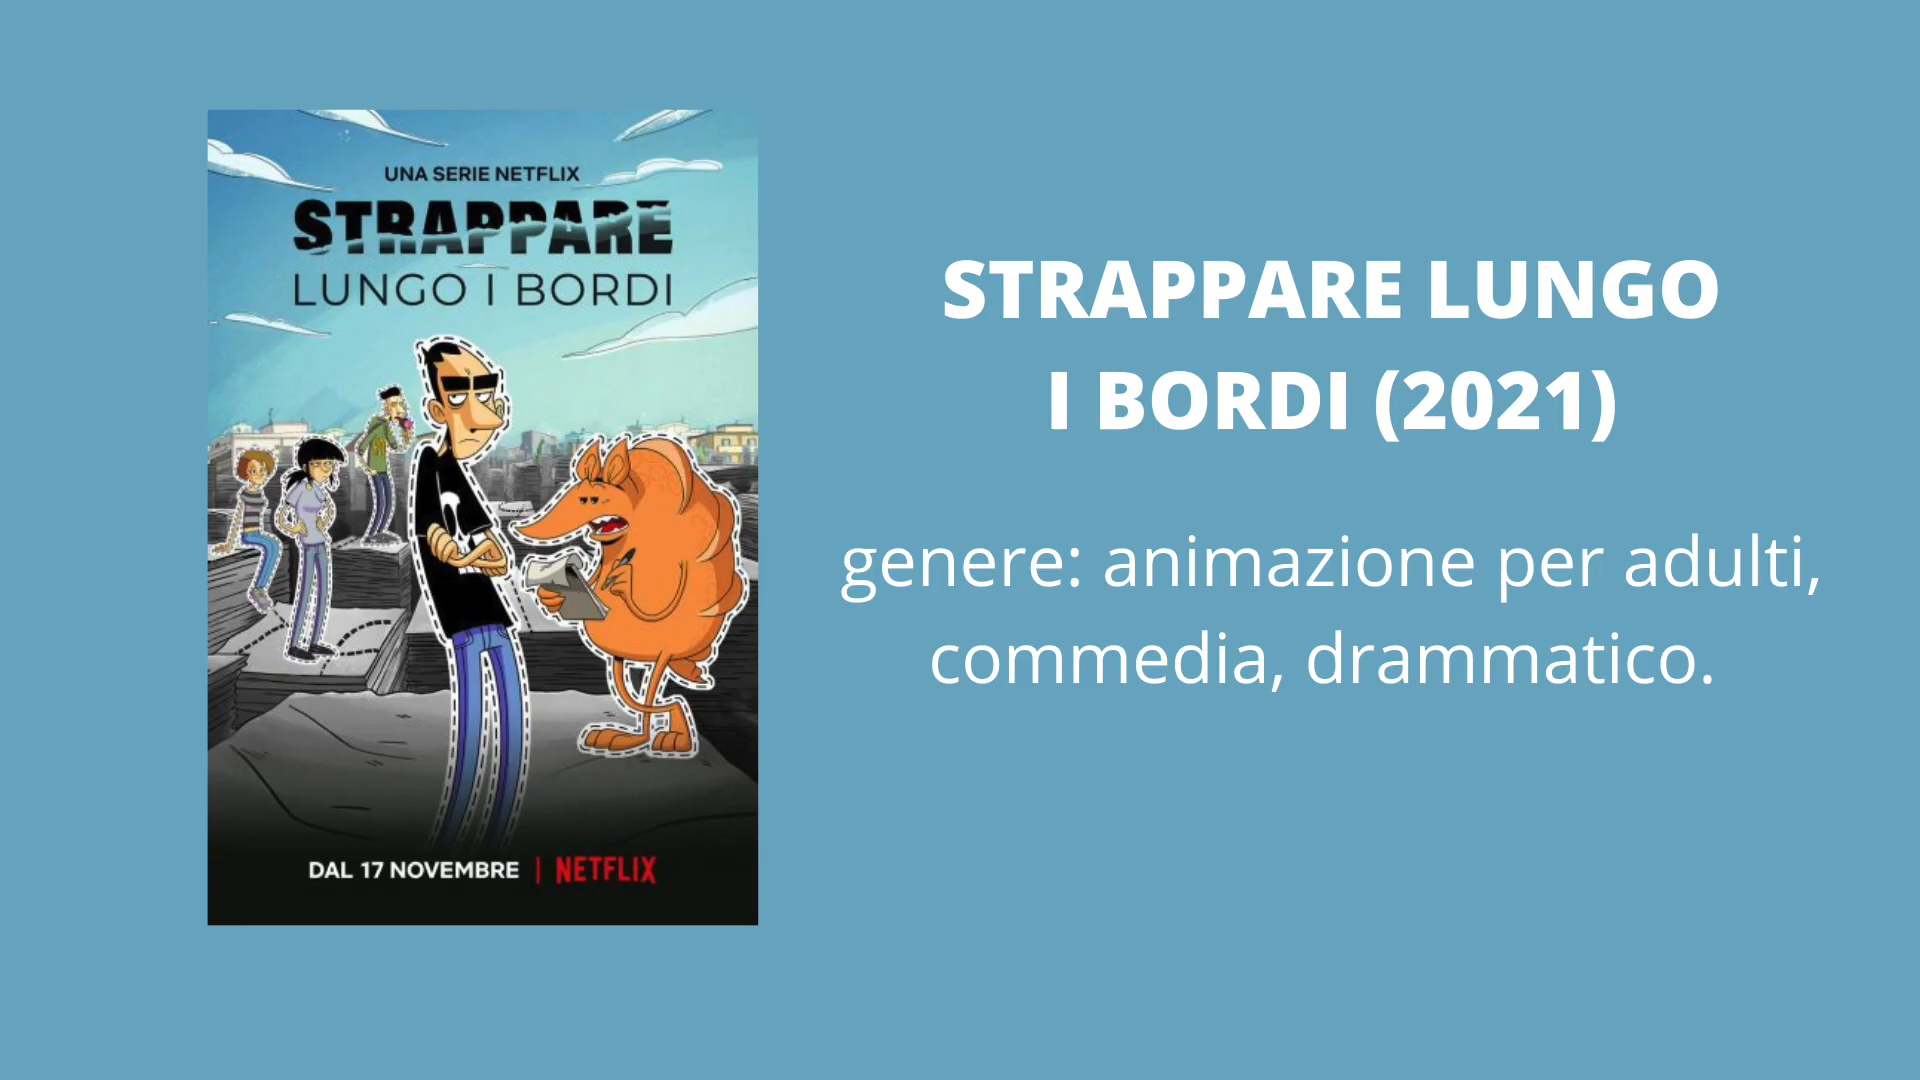 UNA SERIE NETFLIX
STRAPPARE
LUNGO I BORDI
DAL 17 NOVEMBRE | NETFLIX
STRAPPARE LUNGO
I BORDI (2021)
genere: animazione per adulti,
commedia, drammatico.